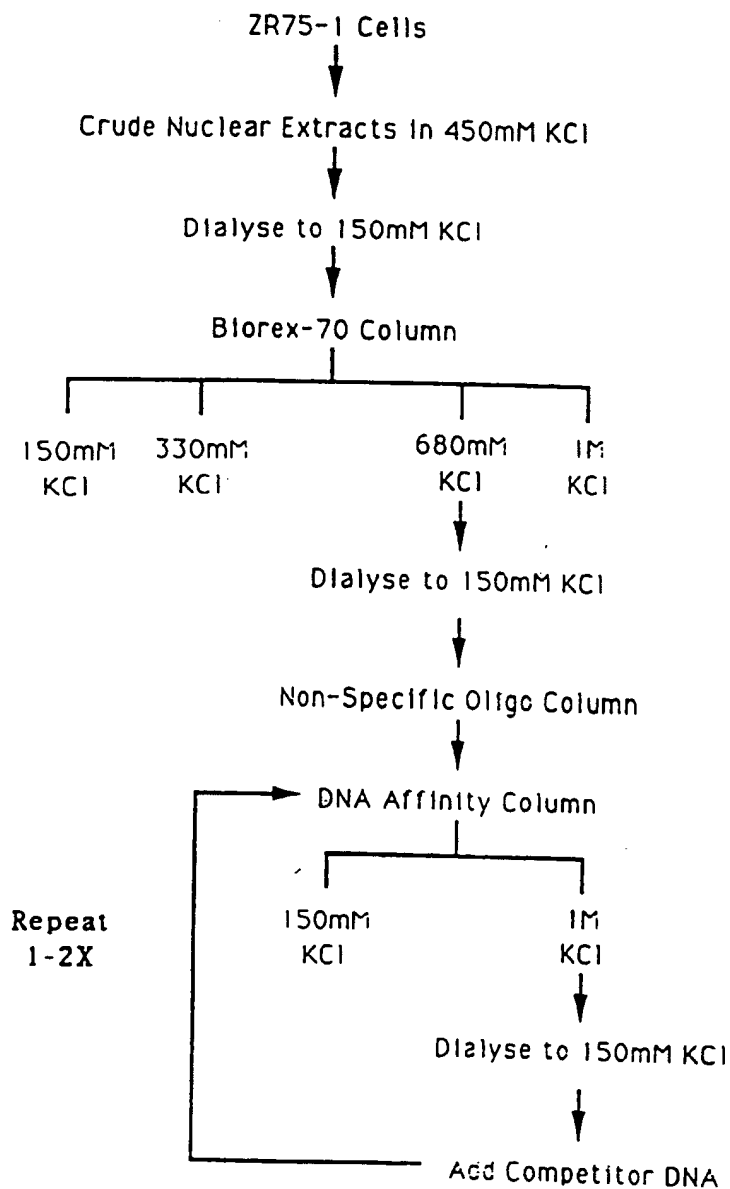 ZR75-1 Cells
Crude Nuclear Extracts in 450mM KCl
Dialyse to 150mM KCl
Biorex-70 Column
150mM KCl
330mM KCl
680mM KCl
1M KCl
Dialyse to 150mM KCl
Non-Specific Oligo Column
DNA Affinity Column
150mM KCl
1M KCl
Repeat
1-2X
Dialyse to 150mM KCl
Add Competitor DNA